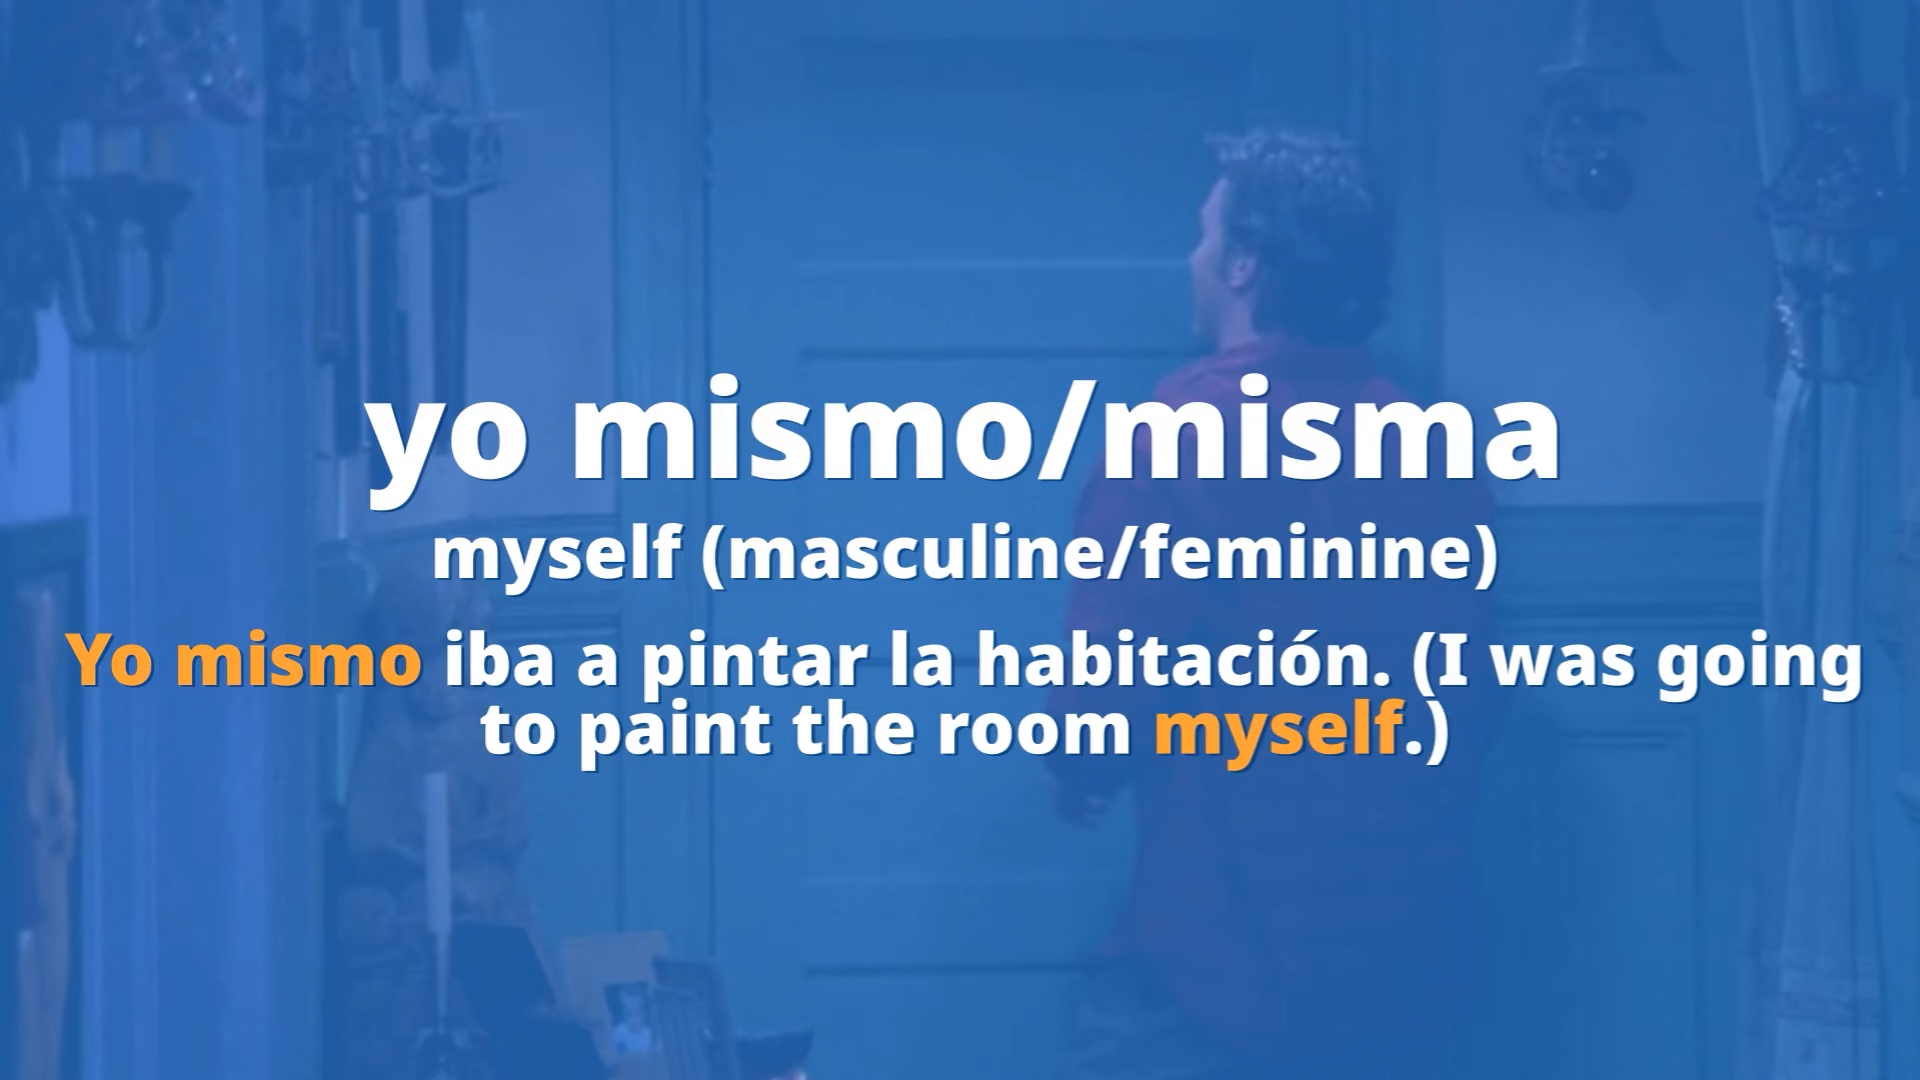 yo mismo/misma
myself (masculine/feminine)
Yo mismo iba a pintar la habitación. (I was going
to paint the room myself.)